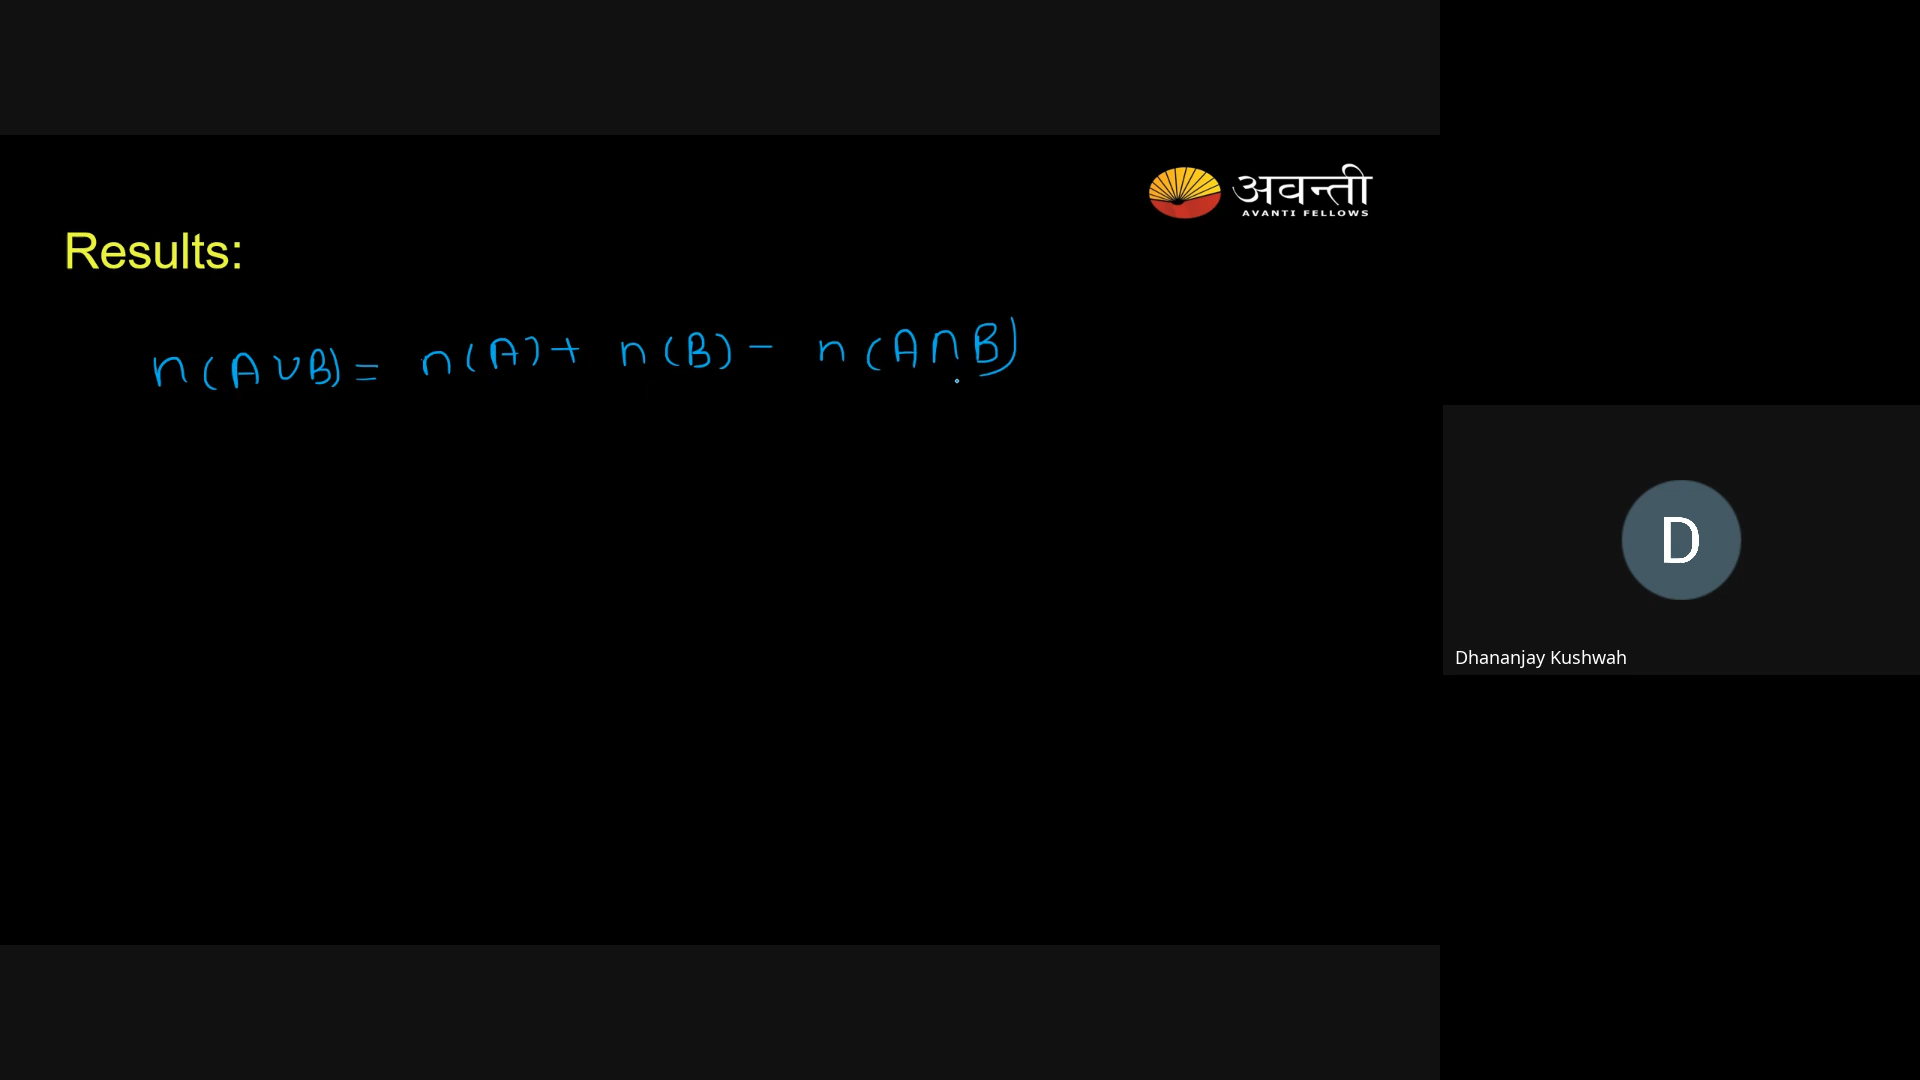 अवन्ती
AVANTI FELLOWS
Results:
n(A∪B) = n(A) + n(B) - n(A∩B)
D
Dhananjay Kushwah